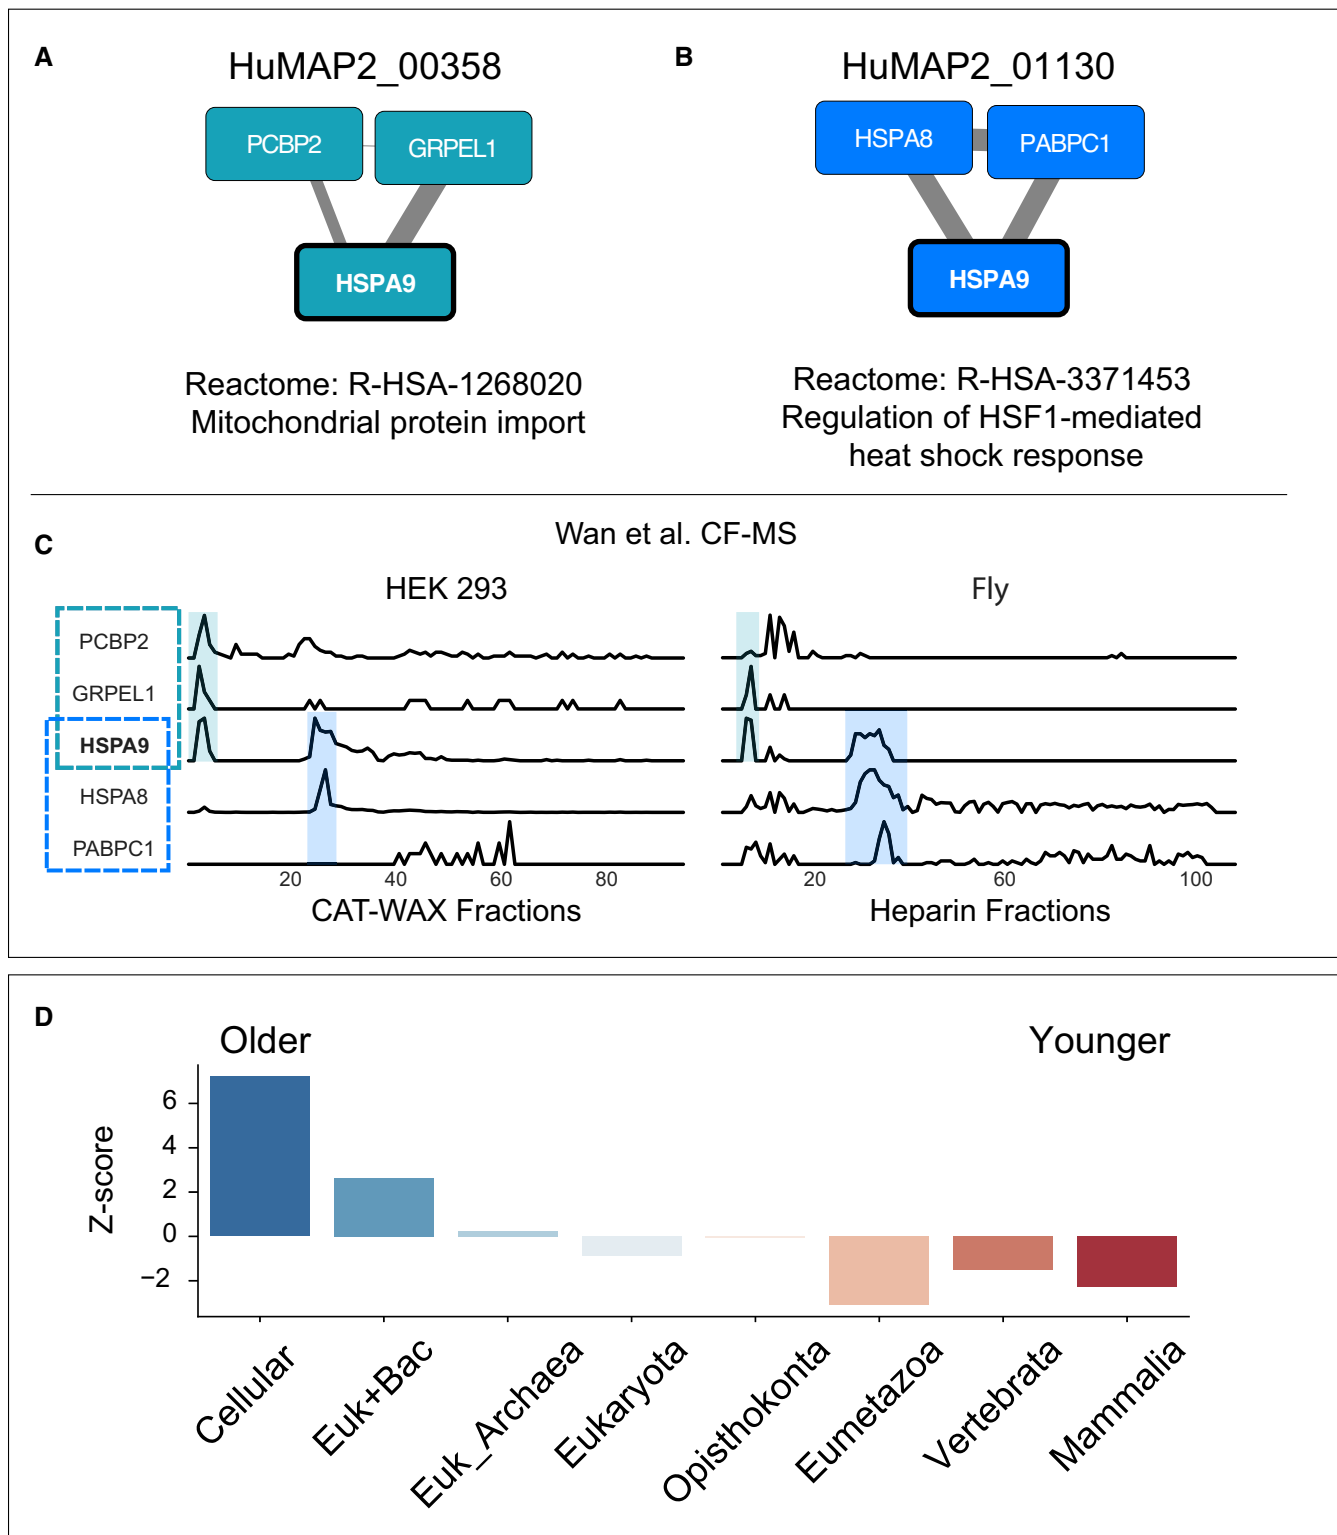 A
HuMAP2_00358
PCBP2
GRPEL1
HSPA9
Reactome: R-HSA-1268020
Mitochondrial protein import
B
HuMAP2_01130
HSPA8
PABPC1
HSPA9
Reactome: R-HSA-3371453
Regulation of HSF1-mediated
heat shock response
C
Wan et al. CF-MS
HEK 293
Fly
PCBP2
GRPEL1
HSPA9
HSPA8
PABPC1
20 40 60 80
CAT-WAX Fractions
20 60 100
Heparin Fractions
D
Older
Younger
Z-score
6
4
2
0
−2
Cellular
Euk+Bac
Euk_Archaea
Eukaryota
Opisthokonta
Eumetazoa
Vertebrata
Mammalia